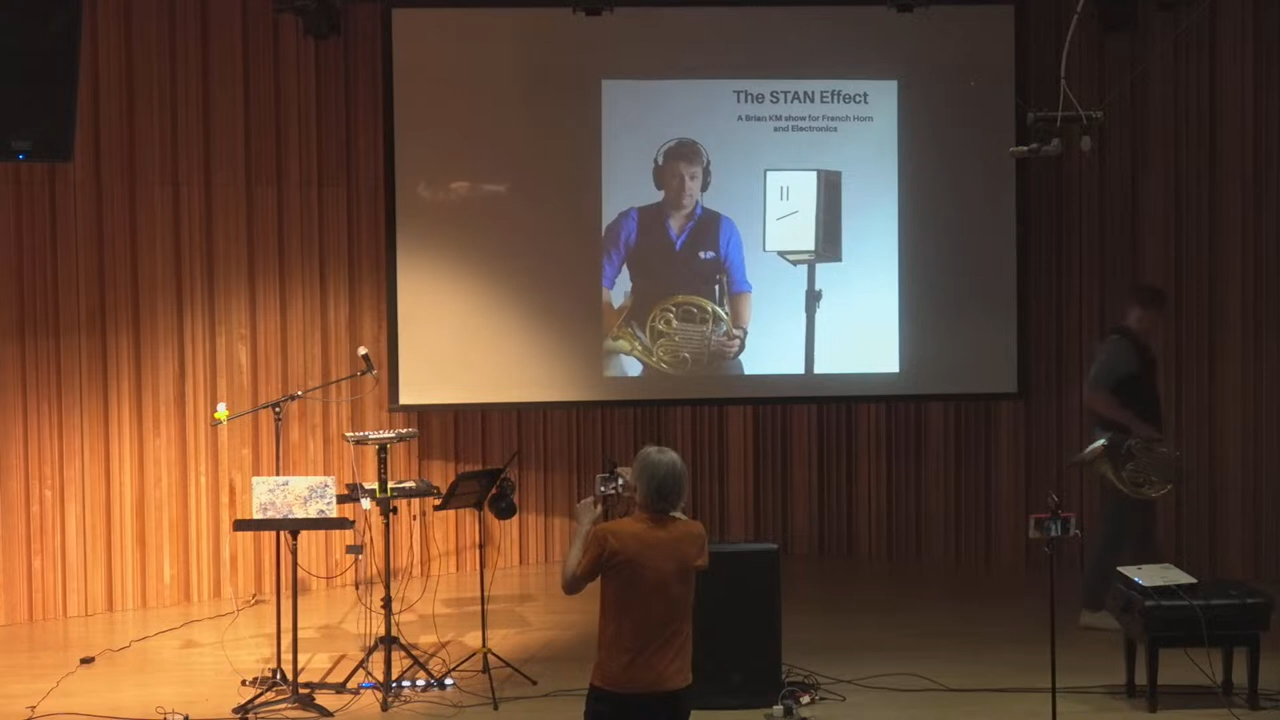 The STAN Effect
A Brian KM show for French Horn
and Electronics